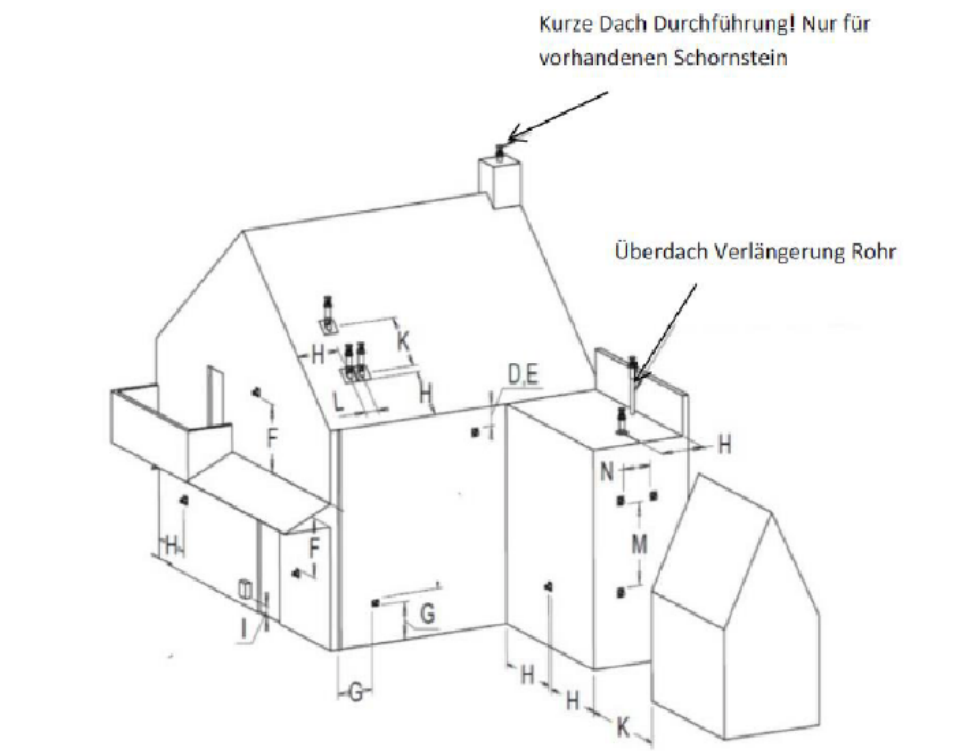 Kurze Dach Durchführung! Nur für
vorhandenen Schornstein
Überdach Verlängerung Rohr
K
H
D,E
L
H
F
H
N
H
F
M
I
G
G
H
H
K